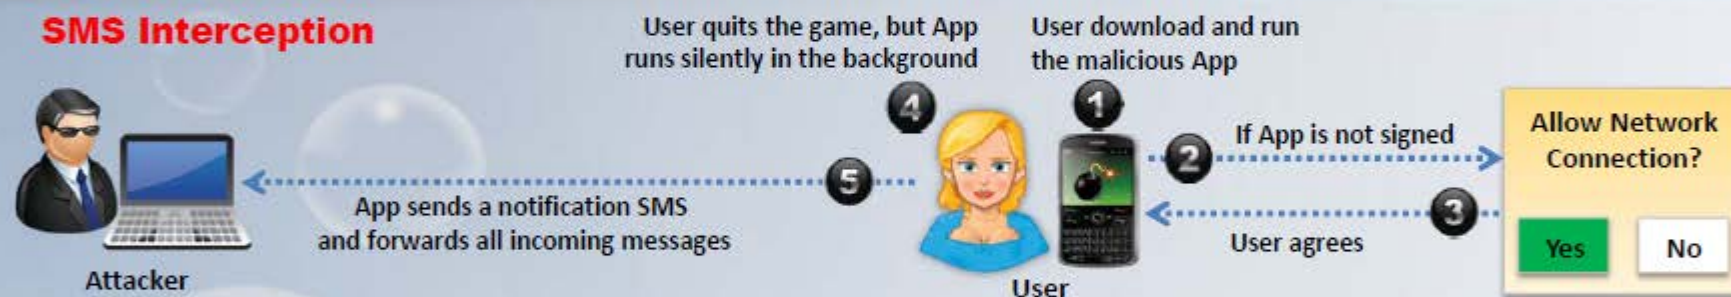 SMS Interception
User quits the game, but App
runs silently in the background
User download and run
the malicious App
4
1
2
If App is not signed
Allow Network
Connection?
5
App sends a notification SMS
and forwards all incoming messages
3
User agrees
Yes
No
Attacker
User